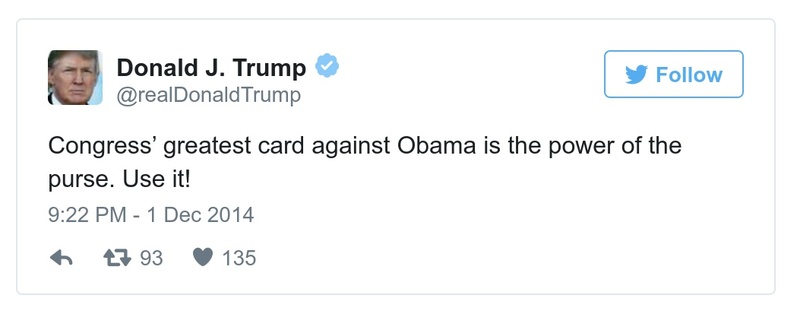 Donald J. Trump
@realDonaldTrump
Follow
Congress’ greatest card against Obama is the power of the
purse. Use it!
9:22 PM - 1 Dec 2014
93 135